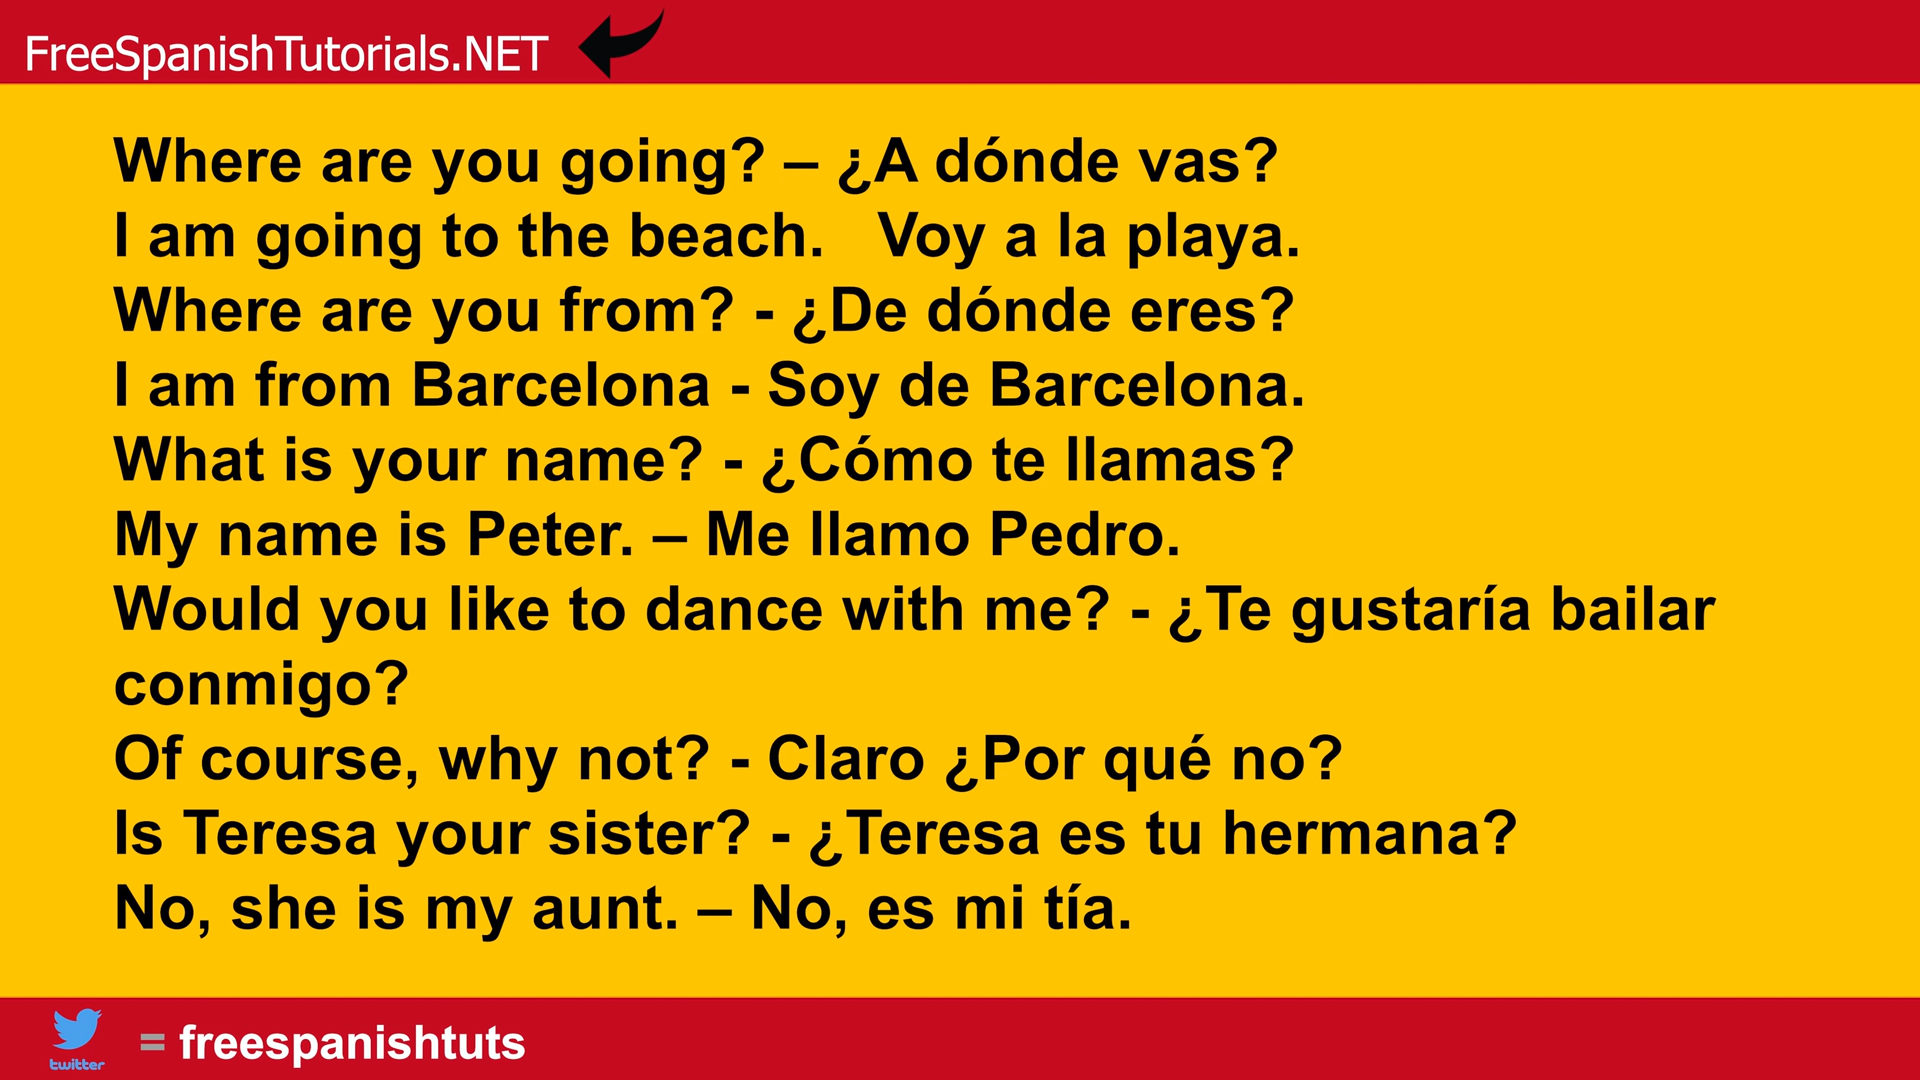 FreeSpanishTutorials.NET
Where are you going? – ¿A dónde vas?
I am going to the beach.   Voy a la playa.
Where are you from? - ¿De dónde eres?
I am from Barcelona - Soy de Barcelona.
What is your name? - ¿Cómo te llamas?
My name is Peter. – Me llamo Pedro.
Would you like to dance with me? - ¿Te gustaría bailar
conmigo?
Of course, why not? - Claro ¿Por qué no?
Is Teresa your sister? - ¿Teresa es tu hermana?
No, she is my aunt. – No, es mi tía.
twitter = freespanishtuts